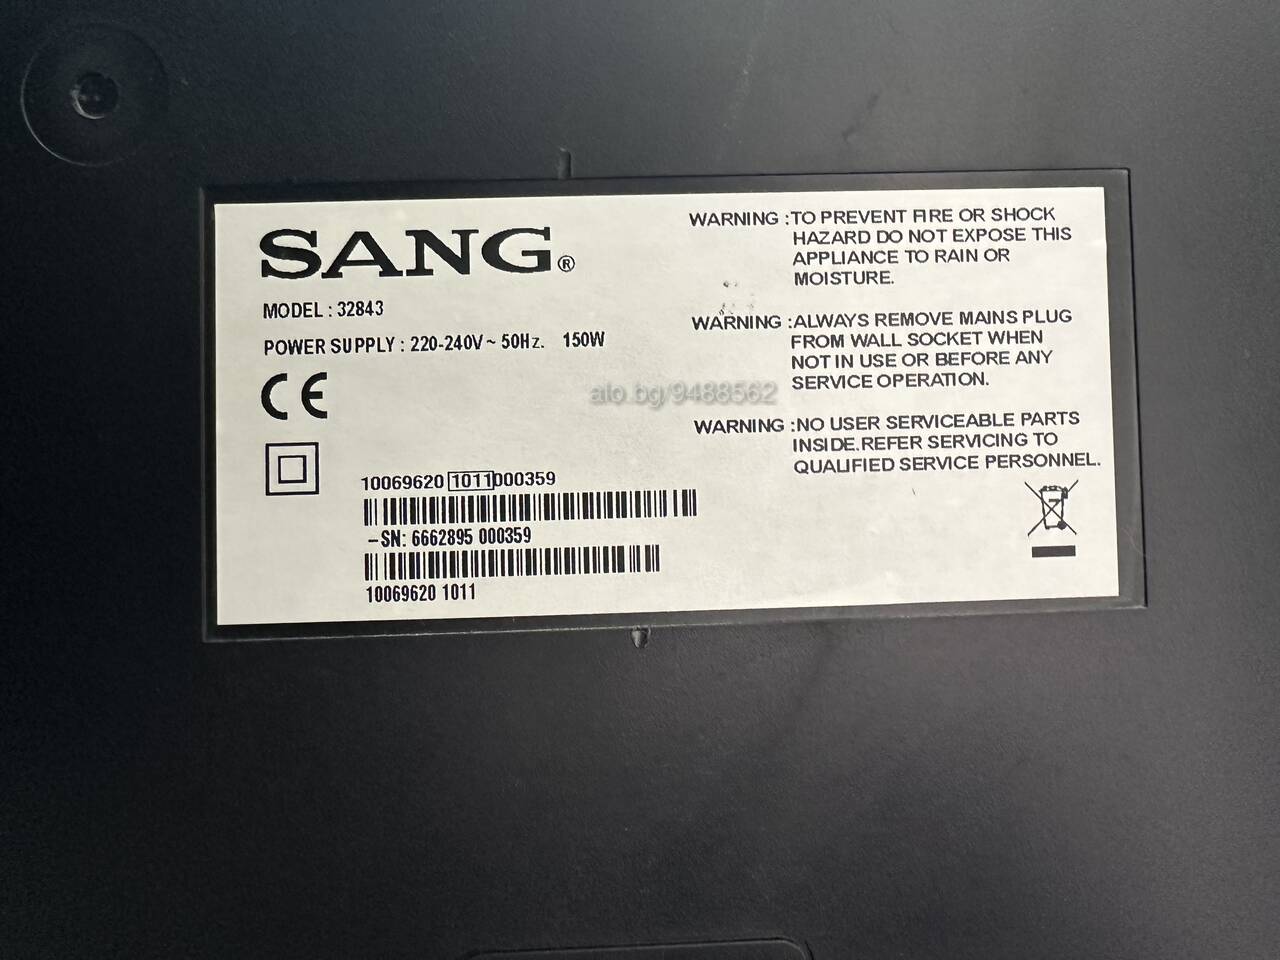 SANG®
MODEL : 32843
POWER SUPPLY : 220-240V ~ 50Hz. 150W
CE
10069620 1011000359
-SN: 6662895 000359
10069620 1011
WARNING :TO PREVENT FIRE OR SHOCK
HAZARD DO NOT EXPOSE THIS
APPLIANCE TO RAIN OR
MOISTURE.
WARNING :ALWAYS REMOVE MAINS PLUG
FROM WALL SOCKET WHEN
NOT IN USE OR BEFORE ANY
SERVICE OPERATION.
WARNING :NO USER SERVICEABLE PARTS
INSIDE.REFER SERVICING TO
QUALIFIED SERVICE PERSONNEL.
alo.bg/9488562